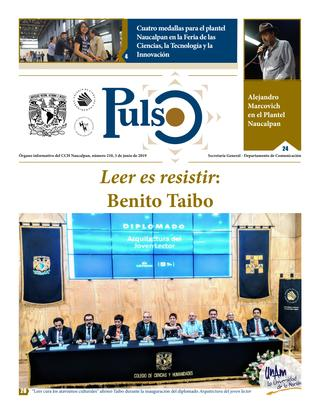 Cuatro medallas para el plantel
Naucalpan en la Feria de las
Ciencias, la Tecnología y la
Innovación
4
Alejandro
Marcovich
en el Plantel
Naucalpan
24
Pulso
Órgano informativo del CCH Naucalpan, número 210, 3 de junio de 2019
Secretaría General - Departamento de Comunicación
Leer es resistir:
Benito Taibo
DIPLOMADO
Arquitectura del
Joven Lector
COLEGIO DE CIENCIAS Y HUMANIDADES
UNAM
La Universidad
de la Nación
20
"Leer cura los atavismos culturales" afirmó Taibo durante la inauguración del diplomado Arquitectura del joven lector